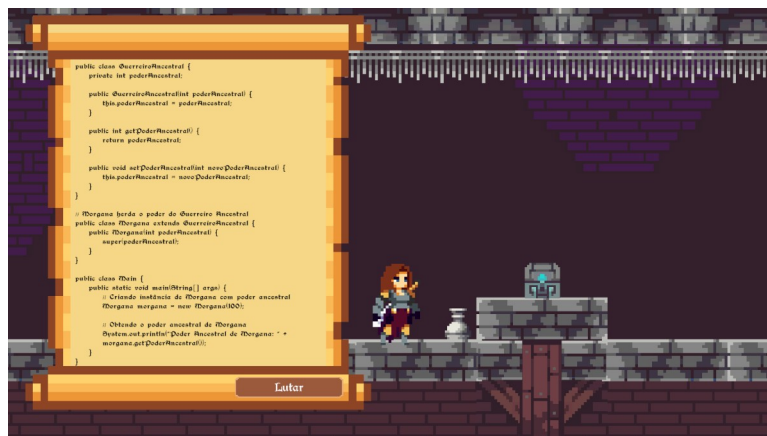 public class GuerreiroAncestral {
private int poderAncestral;
public GuerreiroAncestral(int poderAncestral) {
this.poderAncestral = poderAncestral;
}
public int getPoderAncestral() {
return poderAncestral;
}
public void setPoderAncestral(int novoPoderAncestral) {
this.poderAncestral = novoPoderAncestral;
}
}
// Morgana herda o poder do Guerreiro Ancestral
public class Morgana extends GuerreiroAncestral {
public Morgana(int poderAncestral) {
super(poderAncestral);
}
}
public class Main {
public static void main(String[] args) {
// Criando instância de Morgana com poder ancestral
Morgana morgana = new Morgana(100);
// Obtendo o poder ancestral de Morgana
System.out.println("Poder Ancestral de Morgana: " +
morgana.getPoderAncestral());
}
}
Lutar